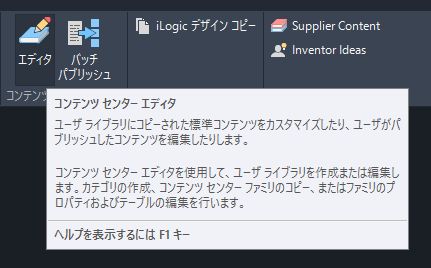 エディタ
バッチ
パブリッシュ
iLogic デザイン コピー
Supplier Content
Inventor Ideas
コンテンツ
コンテンツ センター エディタ
ユーザ ライブラリにコピーされた標準コンテンツをカスタマイズしたり、ユーザがパ
ブリッシュしたコンテンツを編集したりします。
コンテンツ センター エディタを使用して、ユーザ ライブラリを作成または編集しま
す。カテゴリの作成、コンテンツ センター ファミリのコピー、またはファミリのプ
ロパティおよびテーブルの編集を行います。
ヘルプを表示するには F1 キー